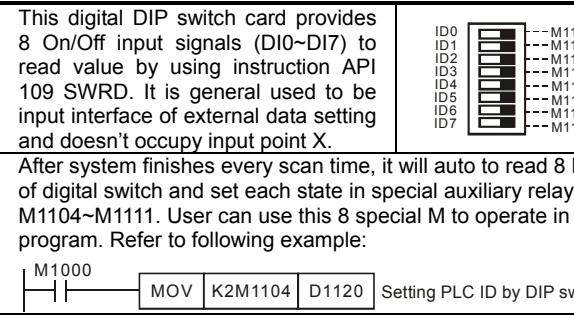 This digital DIP switch card provides
8 On/Off input signals (DI0~DI7) to
read value by using instruction API
109 SWRD. It is general used to be
input interface of external data setting
and doesn't occupy input point X.
ID0
ID1
ID2
ID3
ID4
ID5
ID6
ID7
After system finishes every scan time, it will auto to read 8
of digital switch and set each state in special auxiliary relay
M1104~M1111. User can use this 8 special M to operate in
program. Refer to following example:
M1000
MOV K2M1104 D1120 Setting PLC ID by DIP